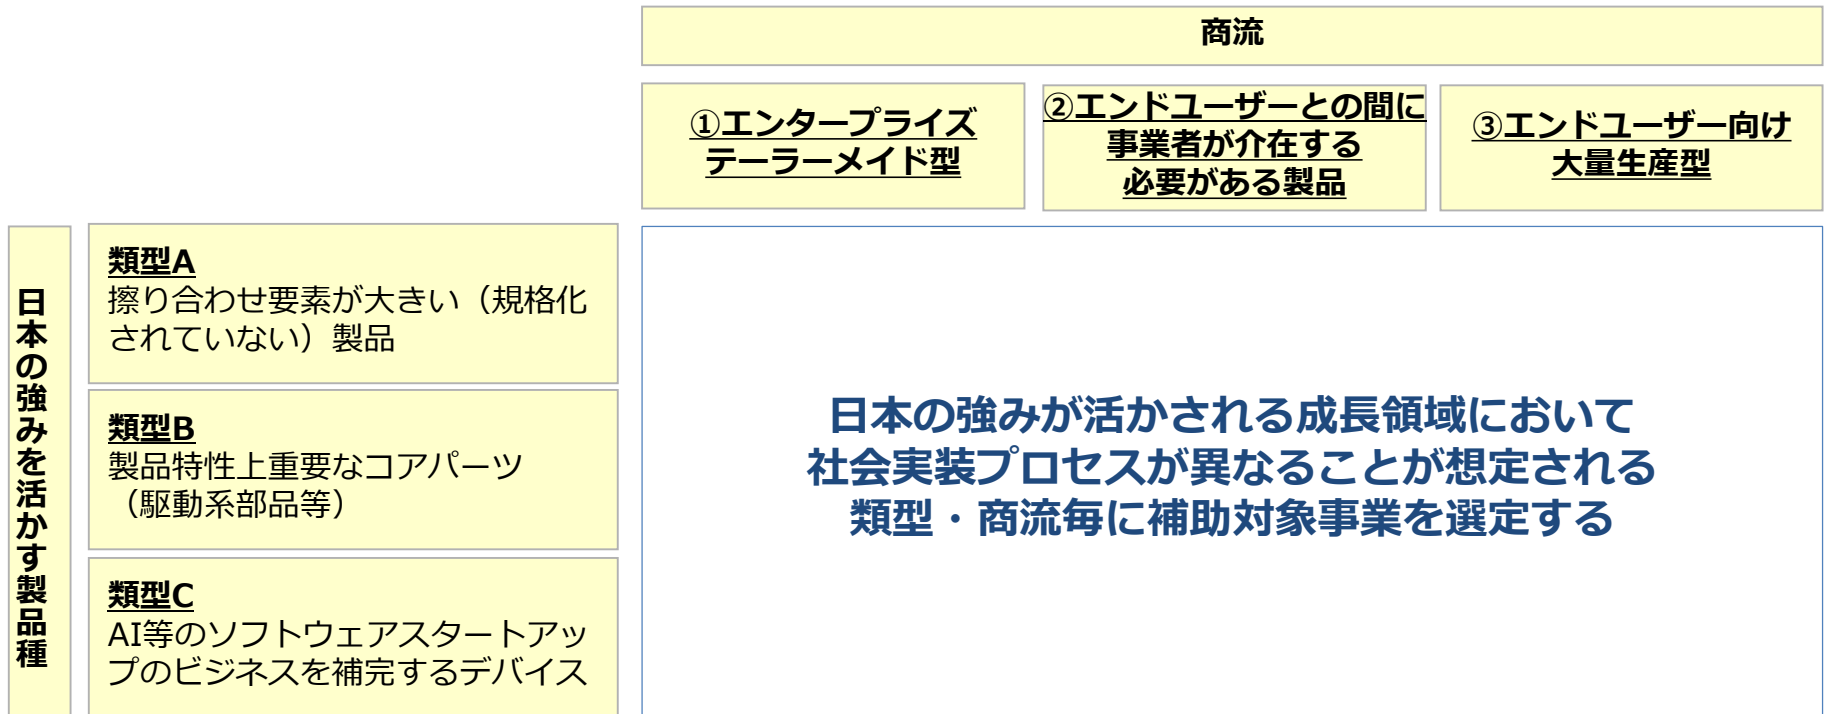 商流
①エンタープライズ
テーラーメイド型
②エンドユーザーとの間に
事業者が介在する
必要がある製品
③エンドユーザー向け
大量生産型
日本の強みを活かす製品種
類型A
擦り合わせ要素が大きい（規格化
されていない）製品
類型B
製品特性上重要なコアパーツ
（駆動系部品等）
類型C
AI等のソフトウェアスタートアッ
プのビジネスを補完するデバイス
日本の強みが活かされる成長領域において
社会実装プロセスが異なることが想定される
類型・商流毎に補助対象事業を選定する